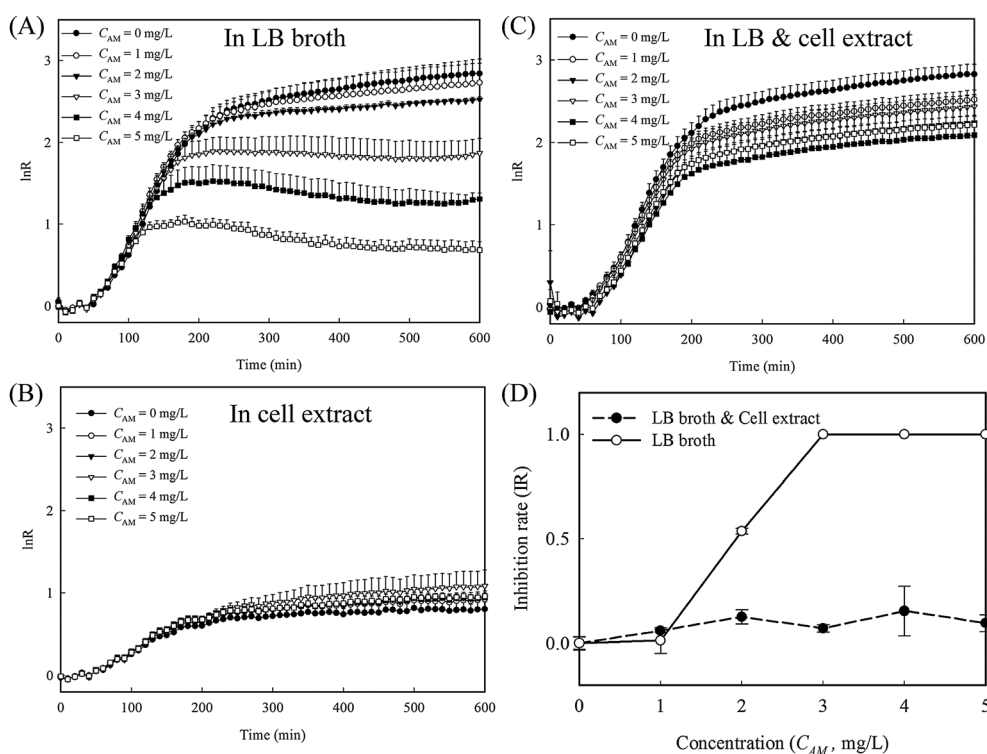 (A)
In LB broth
C_AM = 0 mg/L
C_AM = 1 mg/L
C_AM = 2 mg/L
C_AM = 3 mg/L
C_AM = 4 mg/L
C_AM = 5 mg/L
3
2
1
0
lnR
0 100 200 300 400 500 600
Time (min)
(C)
In LB & cell extract
C_AM = 0 mg/L
C_AM = 1 mg/L
C_AM = 2 mg/L
C_AM = 3 mg/L
C_AM = 4 mg/L
C_AM = 5 mg/L
3
2
1
0
lnR
0 100 200 300 400 500 600
Time (min)
(B)
In cell extract
C_AM = 0 mg/L
C_AM = 1 mg/L
C_AM = 2 mg/L
C_AM = 3 mg/L
C_AM = 4 mg/L
C_AM = 5 mg/L
3
2
1
0
lnR
0 100 200 300 400 500 600
Time (min)
(D)
LB broth & Cell extract
LB broth
1.0
0.5
0.0
Inhibition rate (IR)
0 1 2 3 4 5
Concentration (C_AM, mg/L)